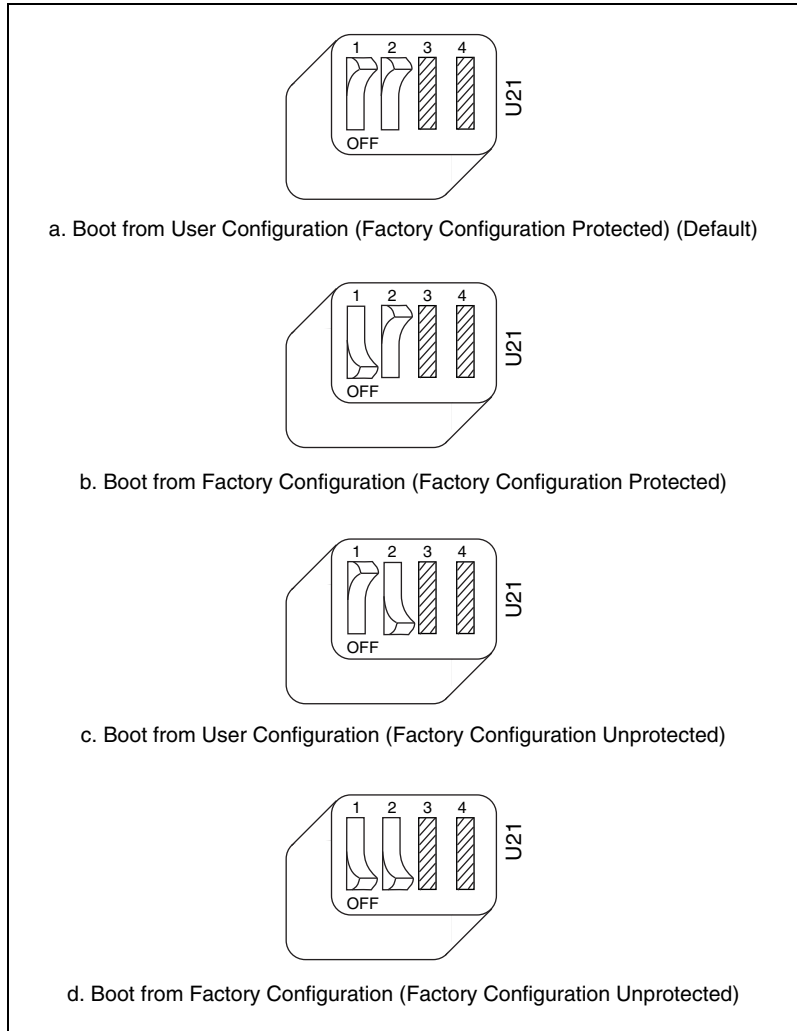 1 2 3 4
U21
OFF
a. Boot from User Configuration (Factory Configuration Protected) (Default)
1 2 3 4
U21
OFF
b. Boot from Factory Configuration (Factory Configuration Protected)
1 2 3 4
U21
OFF
c. Boot from User Configuration (Factory Configuration Unprotected)
1 2 3 4
U21
OFF
d. Boot from Factory Configuration (Factory Configuration Unprotected)